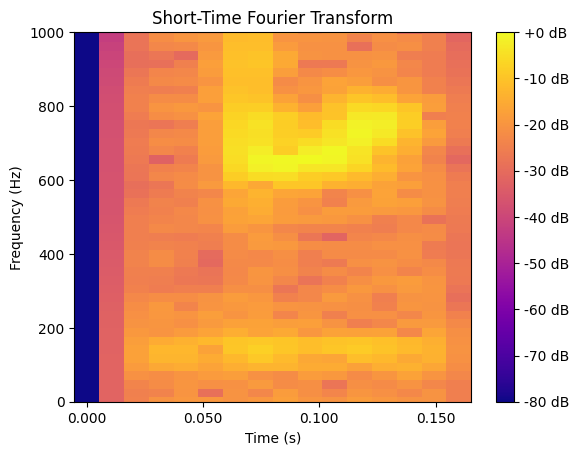 Short-Time Fourier Transform
1000
800
600
400
200
0
Frequency (Hz)
0.000
0.050
0.100
0.150
Time (s)
+0 dB
-10 dB
-20 dB
-30 dB
-40 dB
-50 dB
-60 dB
-70 dB
-80 dB